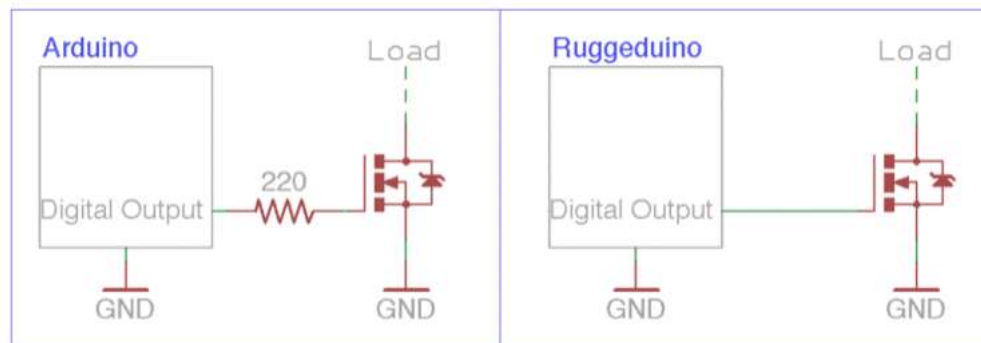 Arduino
Load
220
Digital Output
GND
GND
Ruggeduino
Load
Digital Output
GND
GND